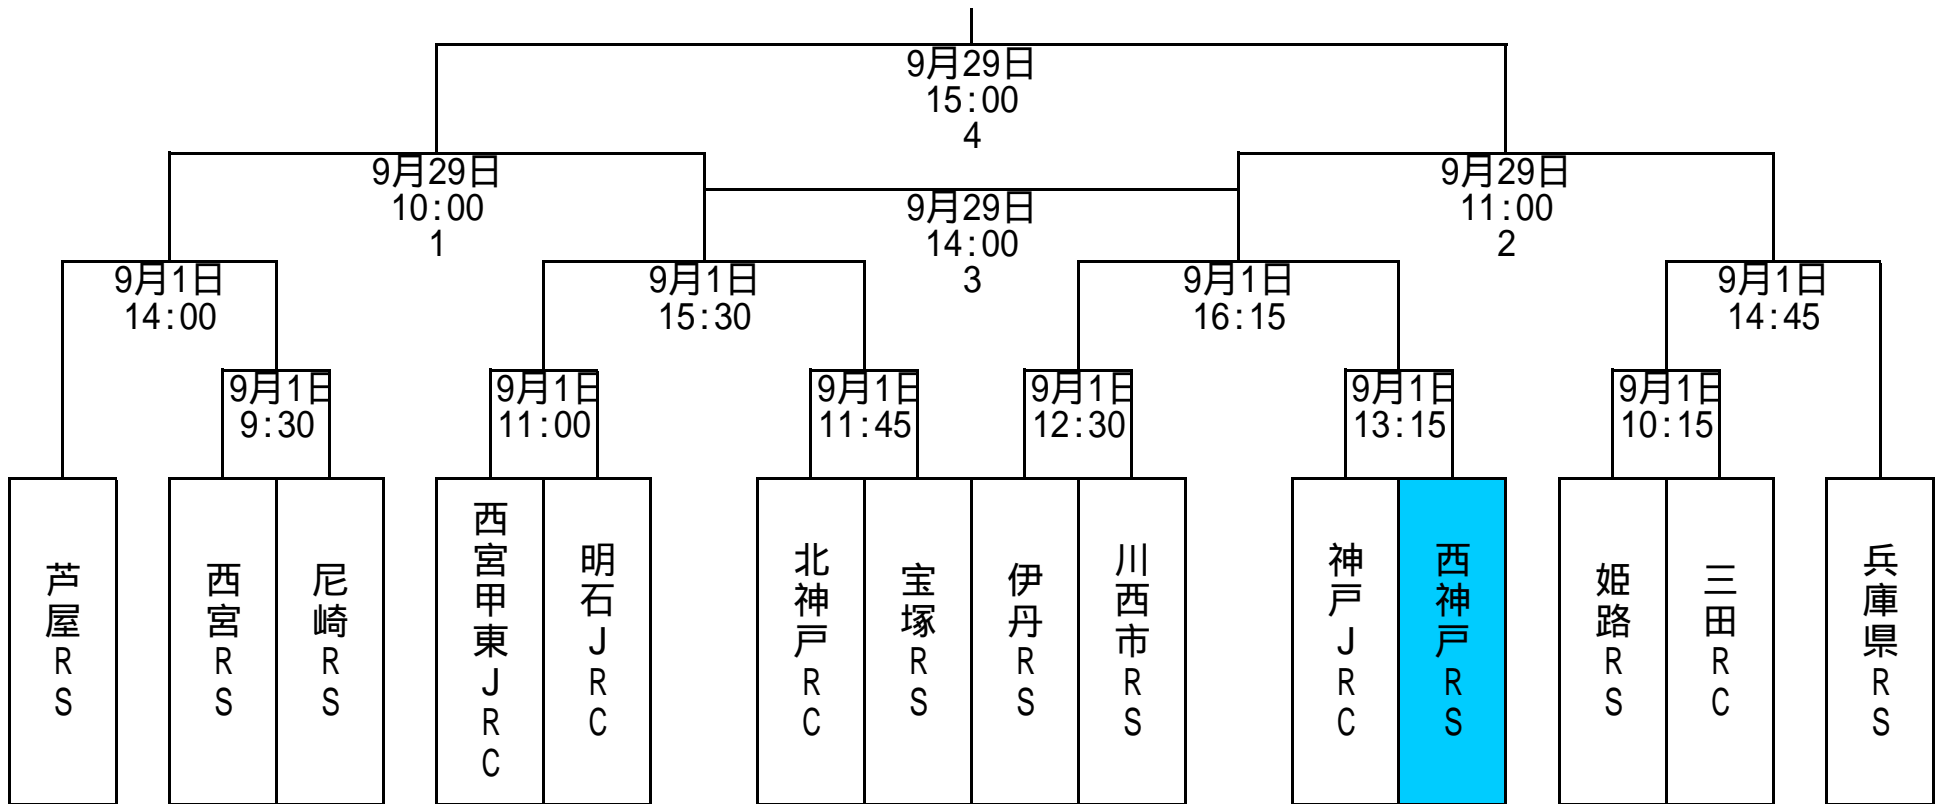 9月29日
15:00
4
9月29日
10:00
1
9月29日
14:00
3
9月29日
11:00
2
9月1日
14:00
9月1日
15:30
9月1日
16:15
9月1日
14:45
9月1日
9:30
9月1日
11:00
9月1日
11:45
9月1日
12:30
9月1日
13:15
9月1日
10:15
芦屋RS
西宮RS
尼崎RS
西宮甲東JRC
明石JRC
北神戸RC
宝塚RS
伊丹RS
川西市RS
神戸JRC
西神戸RS
姫路RS
三田RC
兵庫県RS